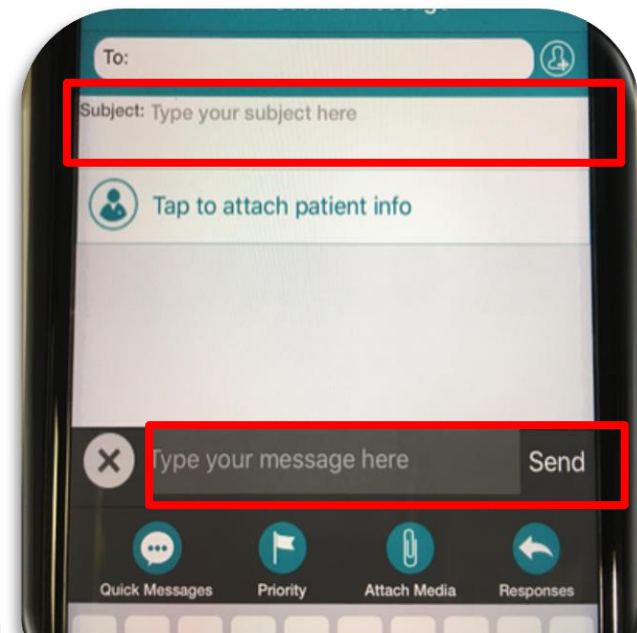 To:
Subject: Type your subject here
Tap to attach patient info
Type your message here
Send
Quick Messages
Priority
Attach Media
Responses